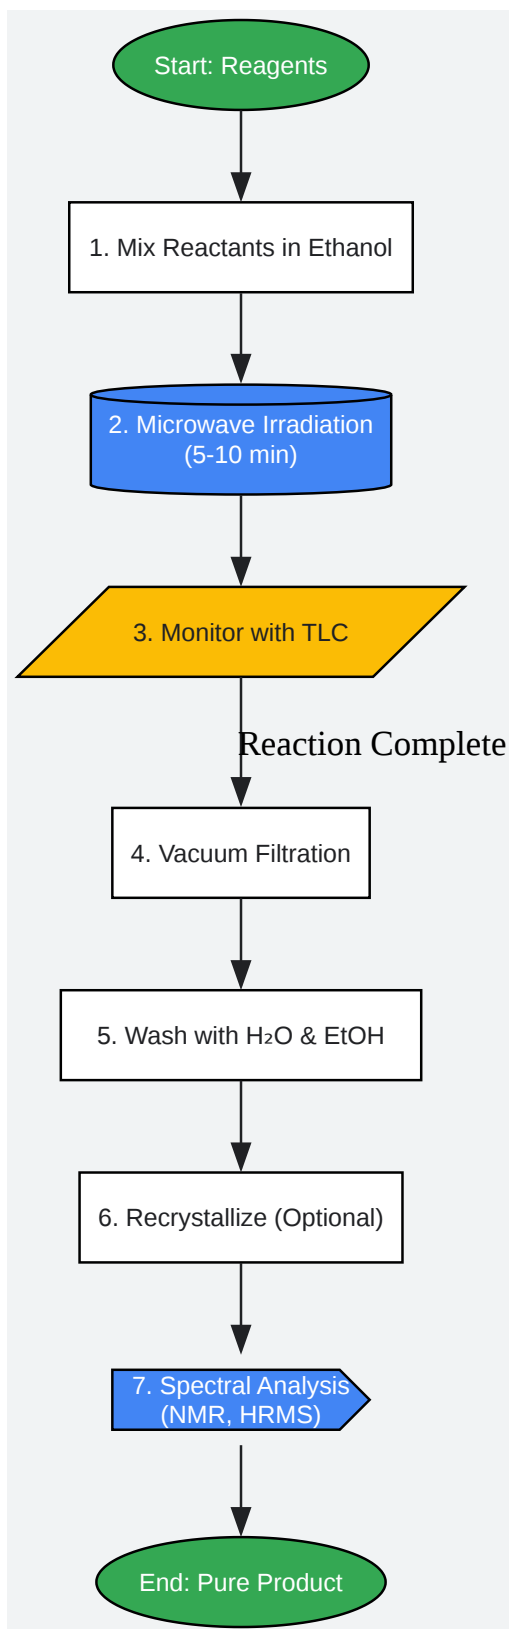 Start: Reagents
1. Mix Reactants in Ethanol
2. Microwave Irradiation
(5-10 min)
3. Monitor with TLC
Reaction Complete
4. Vacuum Filtration
5. Wash with H₂O & EtOH
6. Recrystallize (Optional)
7. Spectral Analysis
(NMR, HRMS)
End: Pure Product